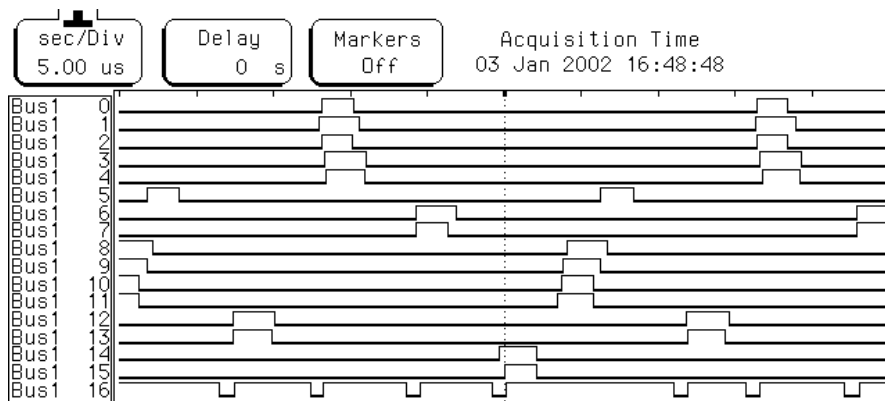 sec/Div Delay Markers Acquisition Time
5.00 us 0 s Off 03 Jan 2002 16:48:48
Bus1 0
Bus1 1
Bus1 2
Bus1 3
Bus1 4
Bus1 5
Bus1 6
Bus1 7
Bus1 8
Bus1 9
Bus1 10
Bus1 11
Bus1 12
Bus1 13
Bus1 14
Bus1 15
Bus1 16